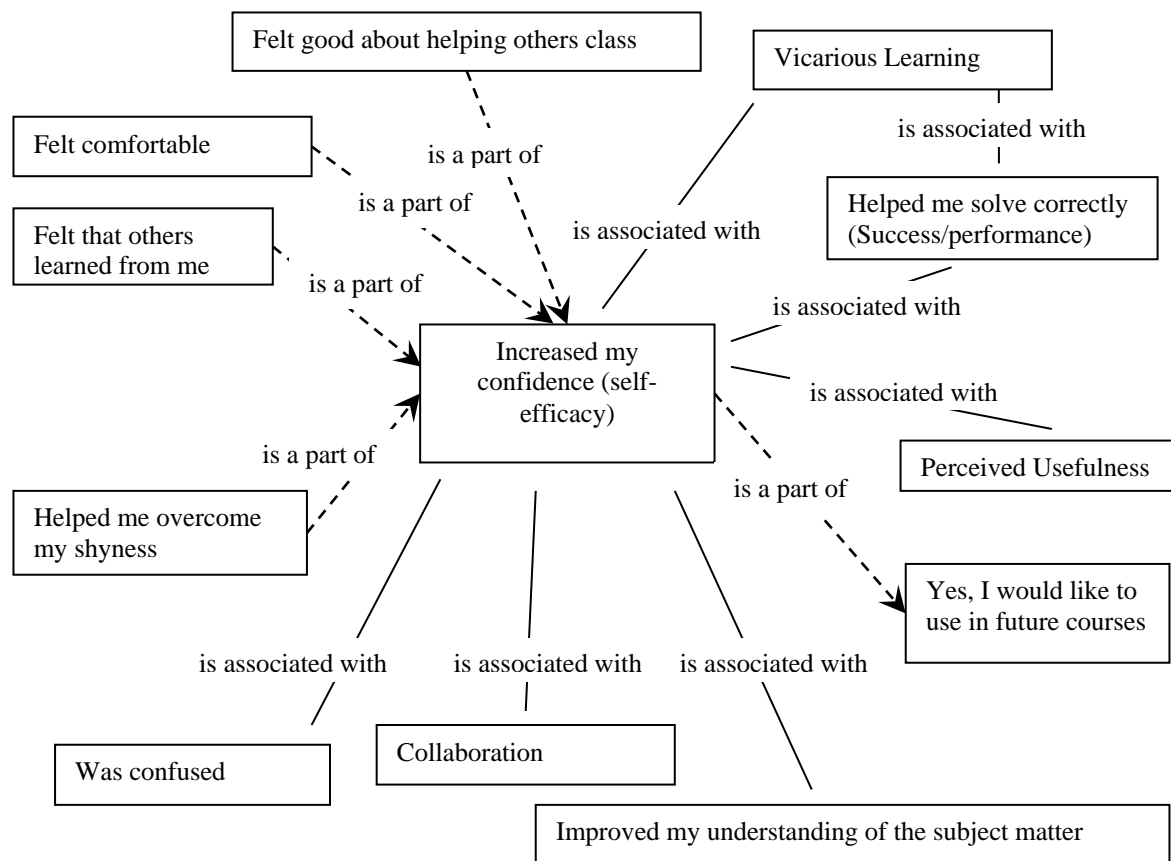 Felt good about helping others class
Vicarious Learning
is associated with
Felt comfortable
is a part of
is a part of
Helped me solve correctly
(Success/performance)
Felt that others
learned from me
is associated with
is a part of
is associated with
Increased my
confidence (self-
efficacy)
is associated with
is a part of
Perceived Usefulness
is a part of
Helped me overcome
my shyness
Yes, I would like to
use in future courses
is associated with
is associated with
is associated with
Was confused
Collaboration
Improved my understanding of the subject matter